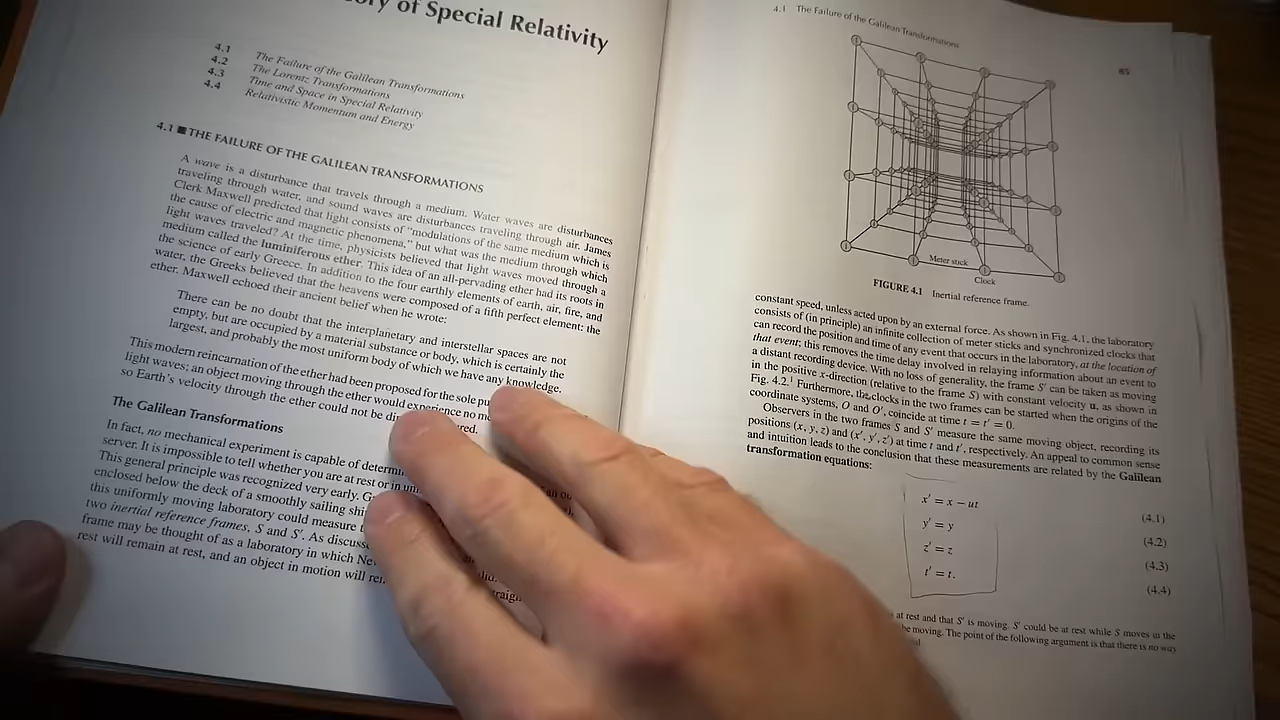 ory of Special Relativity
4.1 The Failure of the Galilean Transformations
4.2 The Lorentz Transformations
4.3 Time and Space in Special Relativity
4.4 Relativistic Momentum and Energy
4.1 ■ THE FAILURE OF THE GALILEAN TRANSFORMATIONS
A wave is a disturbance that travels through a medium. Water waves are disturbances
traveling through water, and sound waves are disturbances traveling through air. James
Clerk Maxwell predicted that light consists of "modulations of the same medium which is
the cause of electric and magnetic phenomena," but what was the medium through which
light waves traveled? At the time, physicists believed that light waves moved through a
medium called the luminiferous ether. This idea of an all-pervading ether had its roots in
the science of early Greece. In addition to the four earthly elements of earth, air, fire, and
water, the Greeks believed that the heavens were composed of a fifth perfect element: the
ether. Maxwell echoed their ancient belief when he wrote:
There can be no doubt that the interplanetary and interstellar spaces are not
empty, but are occupied by a material substance or body, which is certainly the
largest, and probably the most uniform body of which we have any knowledge.
This modern reincarnation of the ether had been proposed for the sole pu
light waves; an object moving through the ether would experience no me
so Earth's velocity through the ether could not be dir ured.
The Galilean Transformations
In fact, no mechanical experiment is capable of determi
server. It is impossible to tell whether you are at rest or in un
This general principle was recognized very early. G
enclosed below the deck of a smoothly sailing shi
this uniformly moving laboratory could measure t
two inertial reference frames, S and S′. As discuss
frame may be thought of as a laboratory in which Ne
rest will remain at rest, and an object in motion will rem
4.1 The Failure of the Galilean Transformations
85
Meter stick
Clock
FIGURE 4.1 Inertial reference frame.
constant speed, unless acted upon by an external force. As shown in Fig. 4.1, the laboratory
consists of (in principle) an infinite collection of meter sticks and synchronized clocks that
can record the position and time of any event that occurs in the laboratory, at the location of
that event; this removes the time delay involved in relaying information about an event to
a distant recording device. With no loss of generality, the frame S′ can be taken as moving
in the positive x-direction (relative to the frame S) with constant velocity u, as shown in
Fig. 4.2.¹ Furthermore, the clocks in the two frames can be started when the origins of the
coordinate systems, O and O′, coincide at time t = t′ = 0.
Observers in the two frames S and S′ measure the same moving object, recording its
positions (x, y, z) and (x′, y′, z′) at time t and t′, respectively. An appeal to common sense
and intuition leads to the conclusion that these measurements are related by the Galilean
transformation equations:
x′ = x − ut (4.1)
y′ = y (4.2)
z′ = z (4.3)
t′ = t. (4.4)
at rest and that S′ is moving. S′ could be at rest while S moves in the
be moving. The point of the following argument is that there is no way